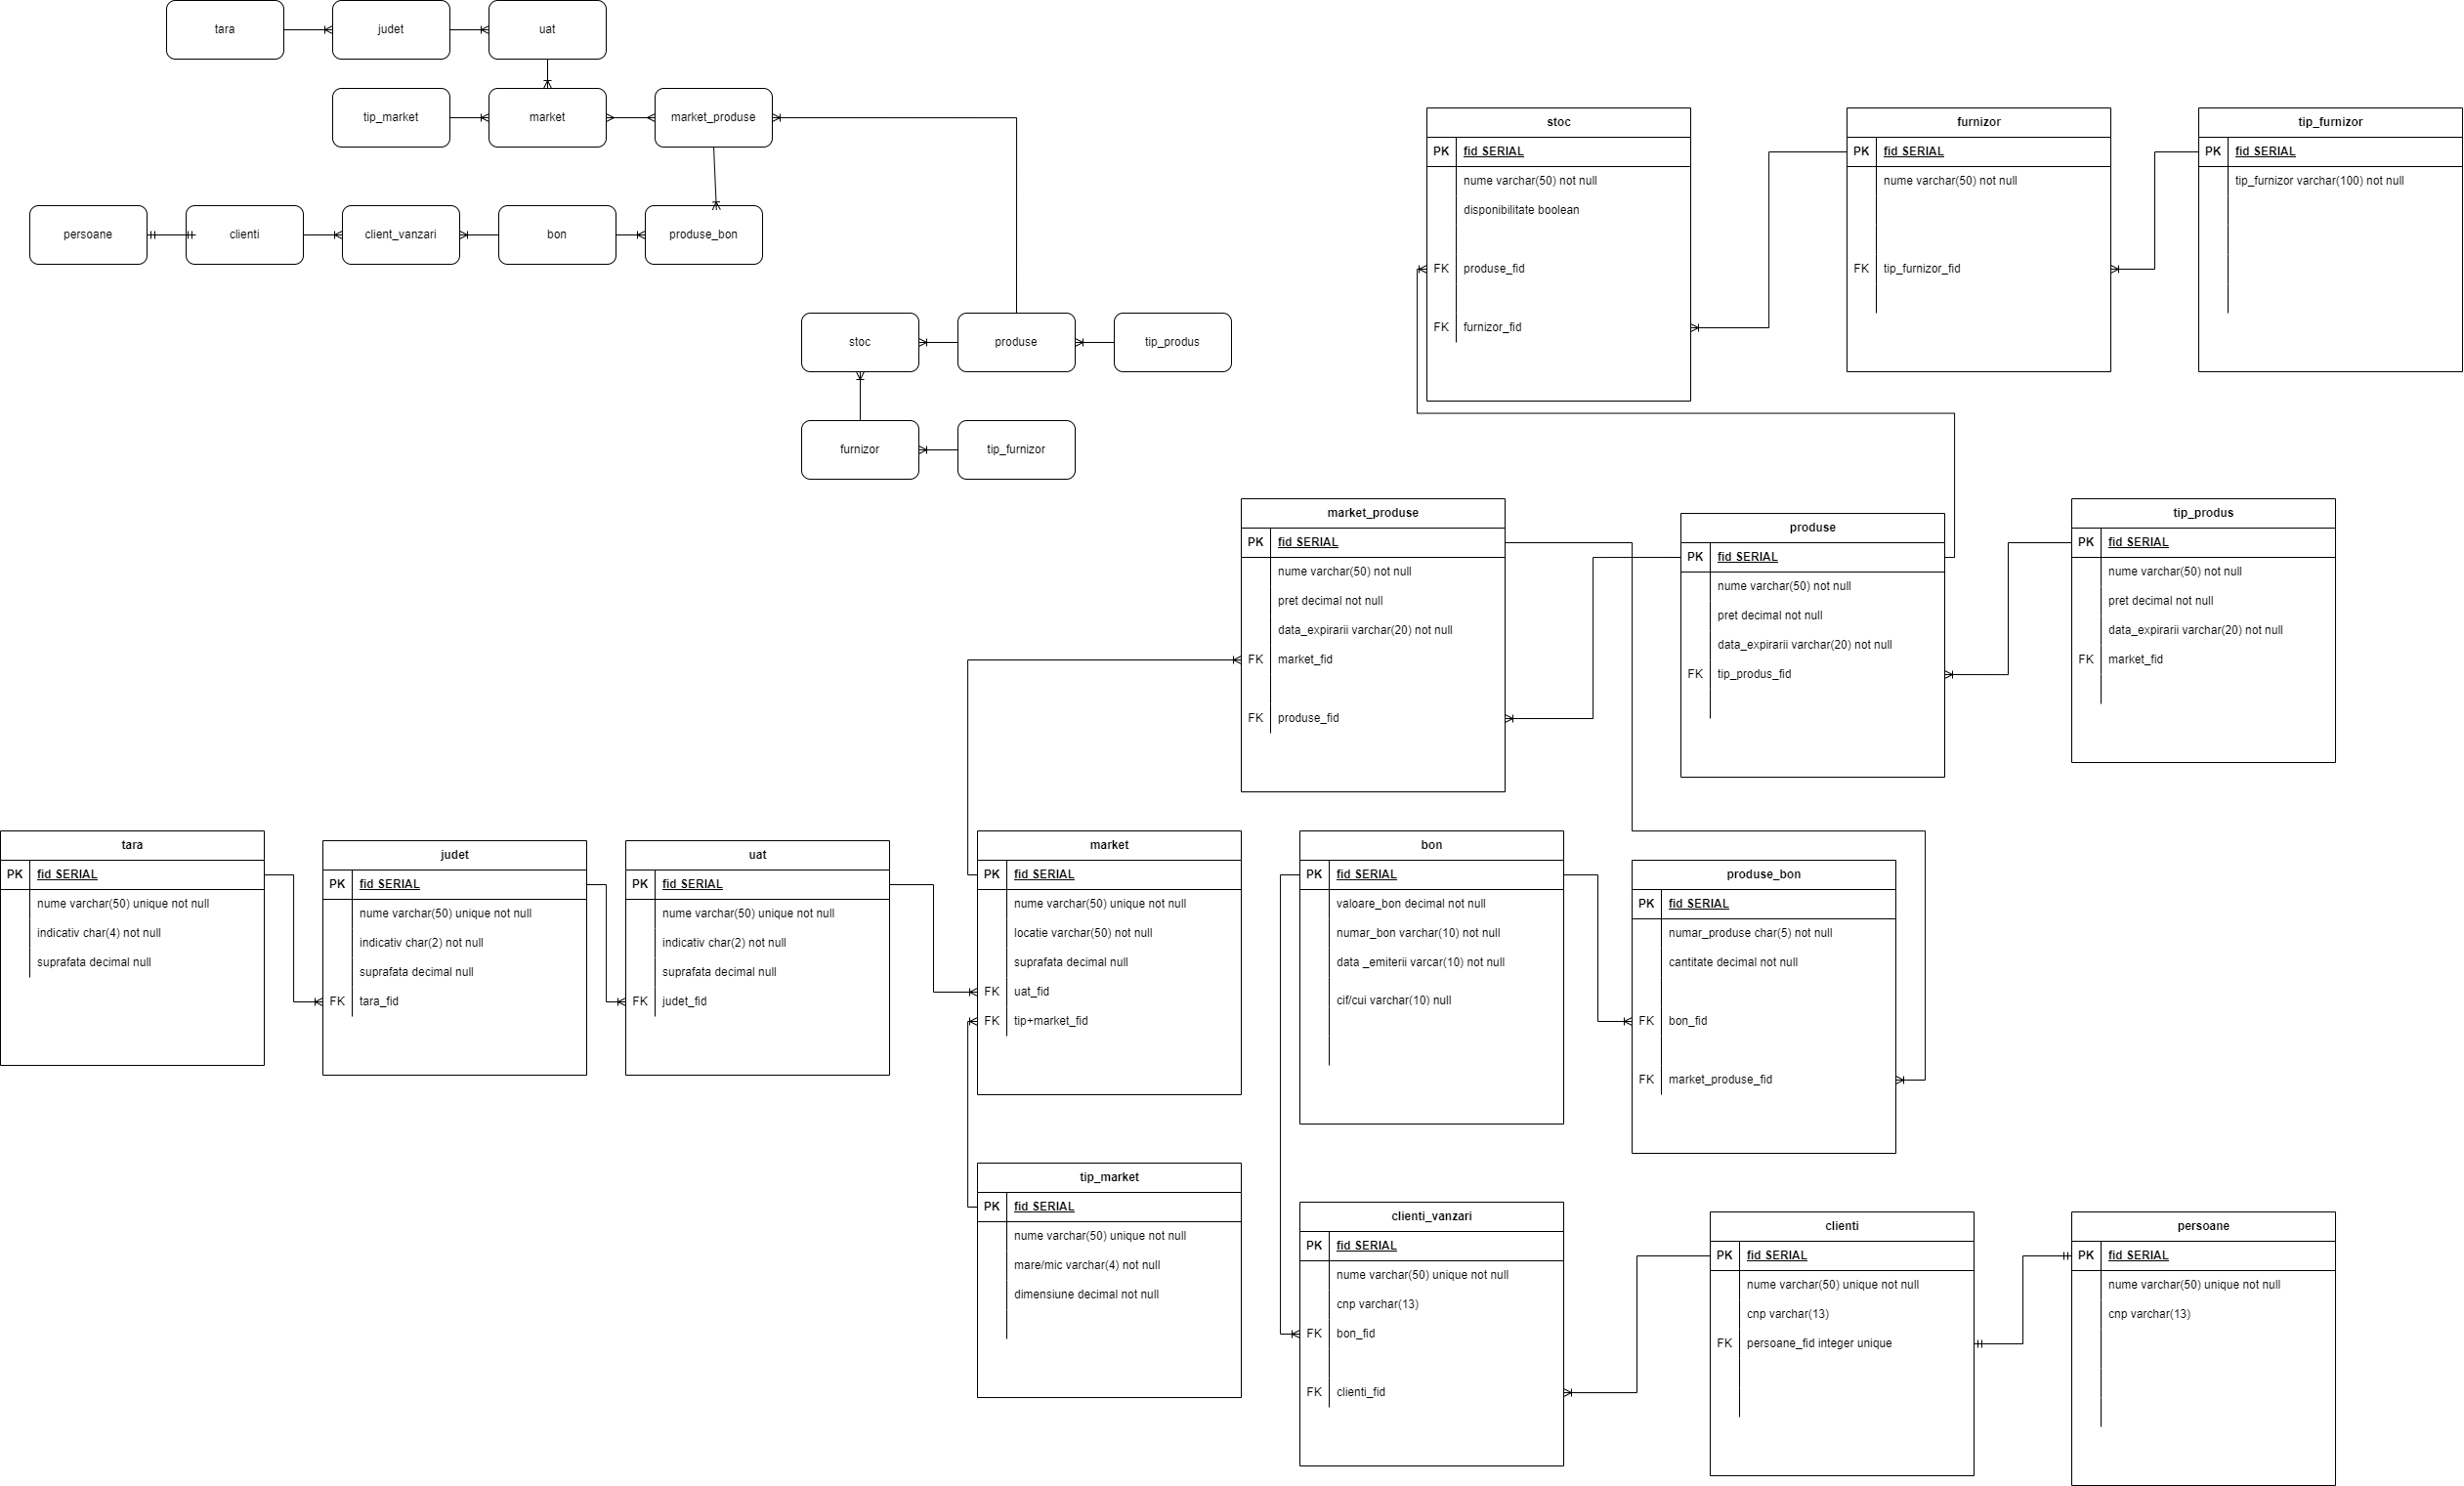 tara
judet
uat
tip_market
market
market_produse
persoane
clienti
client_vanzari
bon
produse_bon
stoc
produse
tip_produs
furnizor
tip_furnizor
stoc
PK fid SERIAL
nume varchar(50) not null
disponibilitate boolean
FK produse_fid
FK furnizor_fid
furnizor
PK fid SERIAL
nume varchar(50) not null
FK tip_furnizor_fid
tip_furnizor
PK fid SERIAL
tip_furnizor varchar(100) not null
market_produse
PK fid SERIAL
nume varchar(50) not null
pret decimal not null
data_expirarii varchar(20) not null
FK market_fid
FK produse_fid
produse
PK fid SERIAL
nume varchar(50) not null
pret decimal not null
data_expirarii varchar(20) not null
FK tip_produs_fid
tip_produs
PK fid SERIAL
nume varchar(50) not null
pret decimal not null
data_expirarii varchar(20) not null
FK market_fid
tara
PK fid SERIAL
nume varchar(50) unique not null
indicativ char(4) not null
suprafata decimal null
judet
PK fid SERIAL
nume varchar(50) unique not null
indicativ char(2) not null
suprafata decimal null
FK tara_fid
uat
PK fid SERIAL
nume varchar(50) unique not null
indicativ char(2) not null
suprafata decimal null
FK judet_fid
market
PK fid SERIAL
nume varchar(50) unique not null
locatie varchar(50) not null
suprafata decimal null
FK uat_fid
FK tip+market_fid
bon
PK fid SERIAL
valoare_bon decimal not null
numar_bon varchar(10) not null
data _emiterii varcar(10) not null
cif/cui varchar(10) null
produse_bon
PK fid SERIAL
numar_produse char(5) not null
cantitate decimal not null
FK bon_fid
FK market_produse_fid
tip_market
PK fid SERIAL
nume varchar(50) unique not null
mare/mic varchar(4) not null
dimensiune decimal not null
clienti_vanzari
PK fid SERIAL
nume varchar(50) unique not null
cnp varchar(13)
FK bon_fid
FK clienti_fid
clienti
PK fid SERIAL
nume varchar(50) unique not null
cnp varchar(13)
FK persoane_fid integer unique
persoane
PK fid SERIAL
nume varchar(50) unique not null
cnp varchar(13)